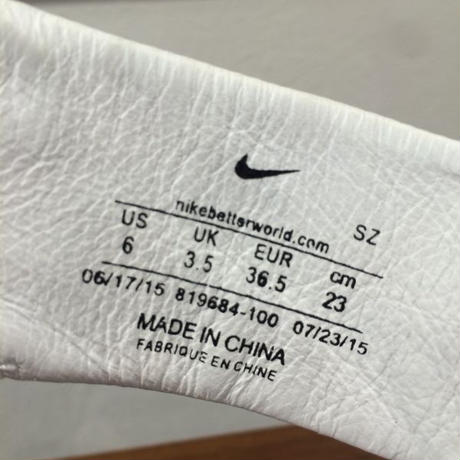 nikebetterworld.com SZ
US UK EUR cm
6 3.5 36.5 23
06/17/15 819684-100 07/23/15
MADE IN CHINA
FABRIQUE EN CHINE